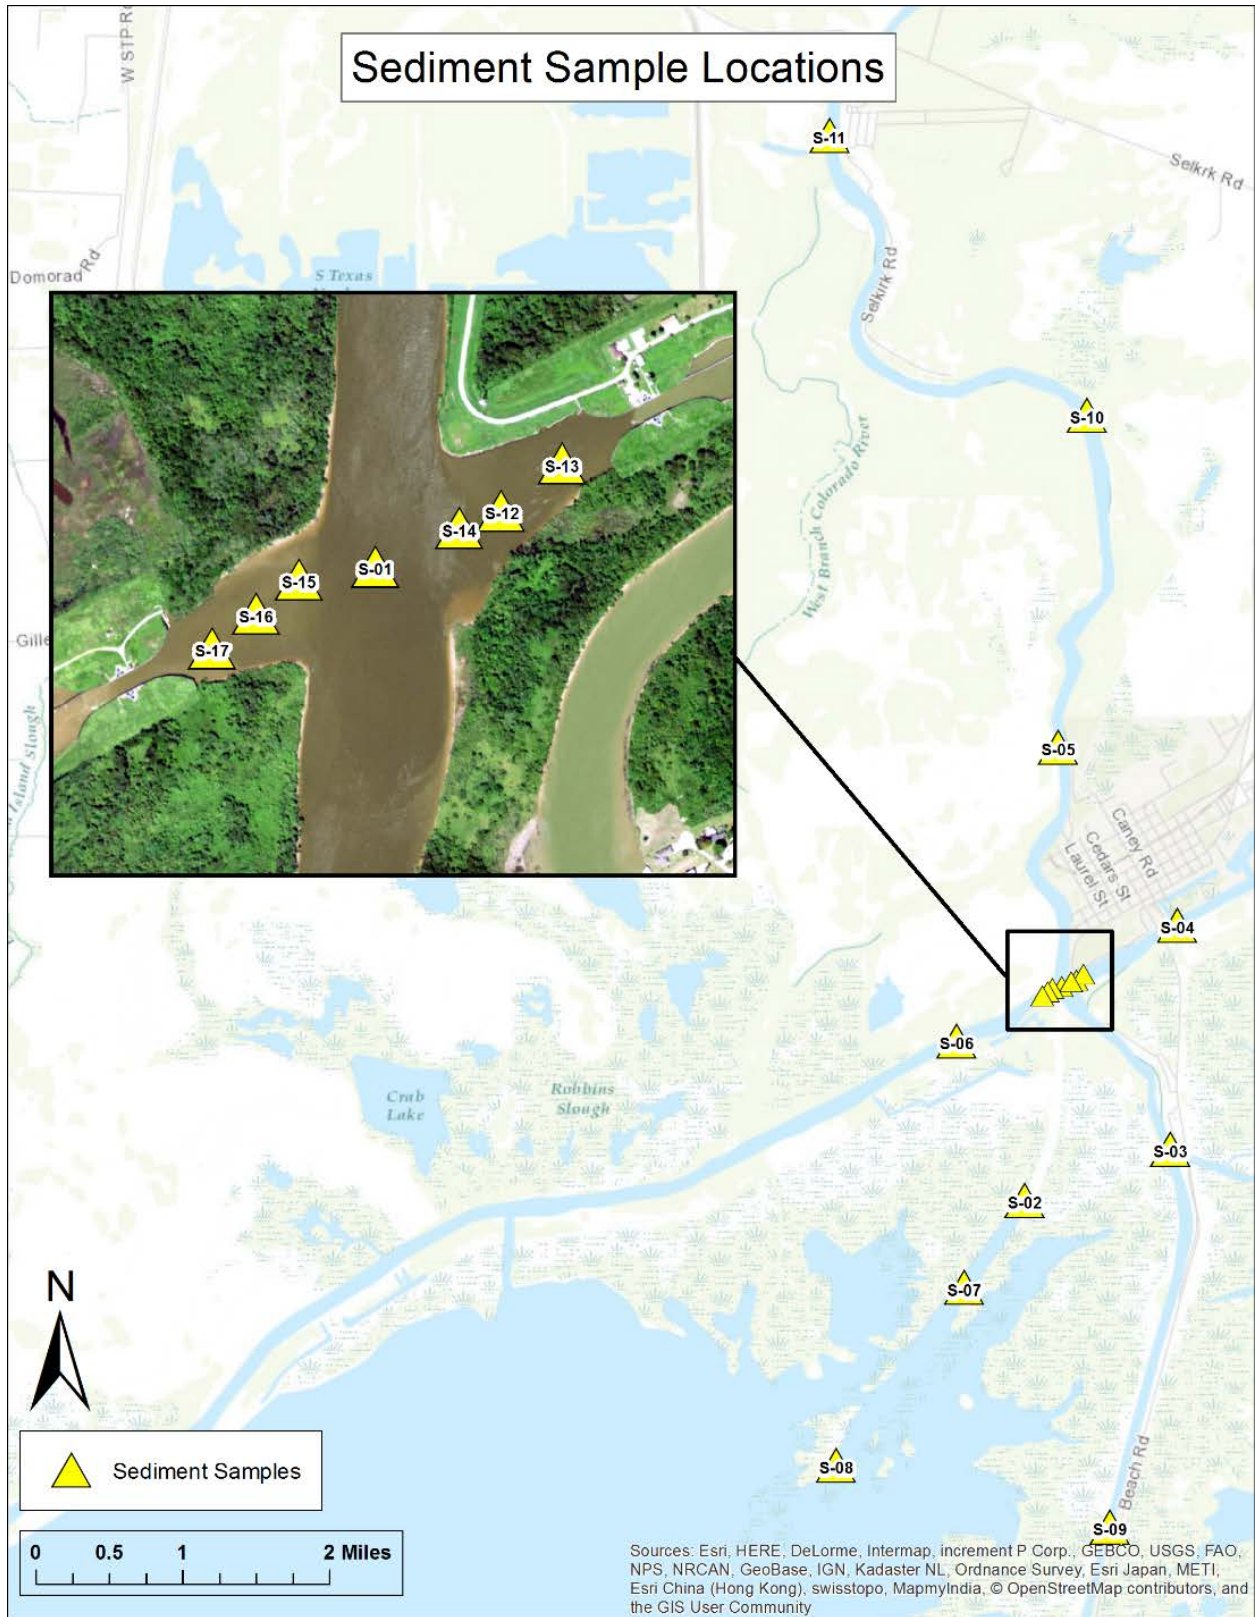 Sediment Sample Locations
W STP Rd
S-11
Selkrk Rd
Domorad Rd
S Texas
Selkirk Rd
S-10
West Branch Colorado River
S-13
S-12
S-14
S-01
S-15
S-16
S-17
Gille
Island Slough
S-05
Caney Rd
Cedars St
Laurel St
S-04
S-06
Crab
Lake
Robbins
Slough
S-03
S-02
S-07
N
S-08
Beach Rd
S-09
Sediment Samples
0 0.5 1 2 Miles
Sources: Esri, HERE, DeLorme, Intermap, increment P Corp., GEBCO, USGS, FAO,
NPS, NRCAN, GeoBase, IGN, Kadaster NL, Ordnance Survey, Esri Japan, METI,
Esri China (Hong Kong), swisstopo, MapmyIndia, © OpenStreetMap contributors, and
the GIS User Community